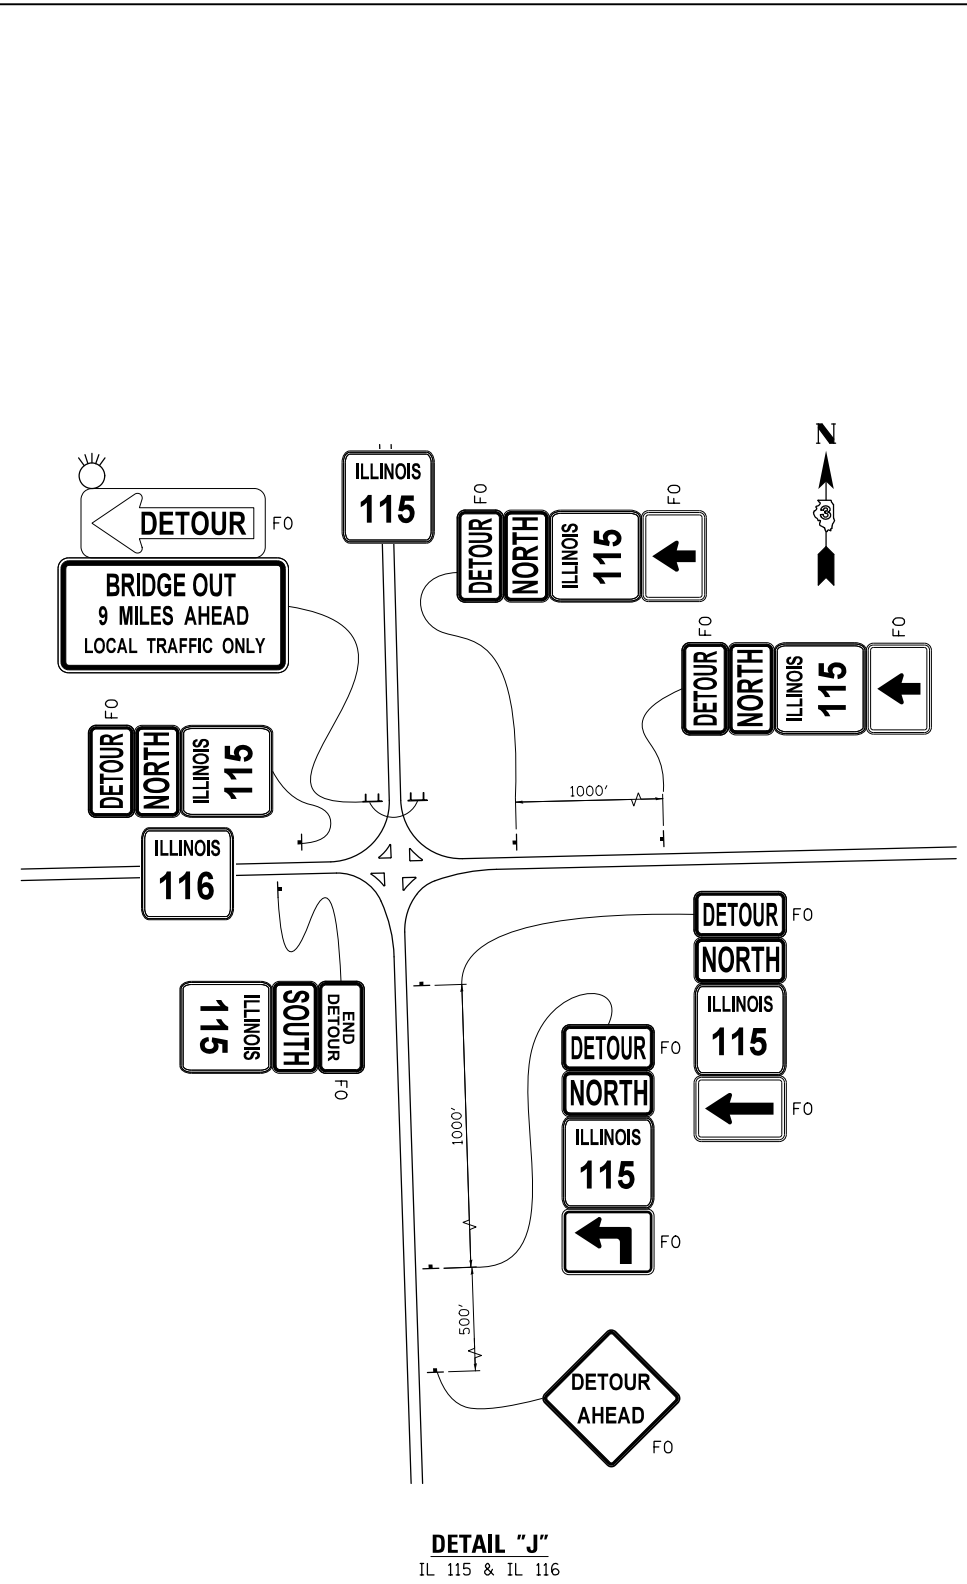 N
3
ILLINOIS
115
DETOUR
FO
BRIDGE OUT
9 MILES AHEAD
LOCAL TRAFFIC ONLY
FO
DETOUR
NORTH
ILLINOIS
115
FO
FO
DETOUR
NORTH
ILLINOIS
115
FO
FO
DETOUR
NORTH
ILLINOIS
115
1000'
ILLINOIS
116
DETOUR
FO
NORTH
ILLINOIS
115
FO
END
DETOUR
SOUTH
ILLINOIS
115
FO
DETOUR
FO
NORTH
ILLINOIS
115
FO
1000'
500'
DETOUR
AHEAD
FO
DETAIL "J"
IL 115 & IL 116